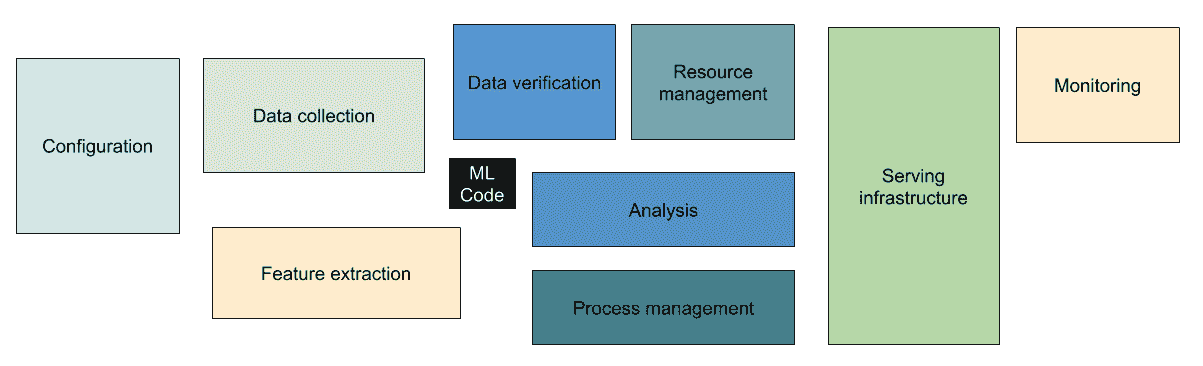 Configuration
Data collection
Feature extraction
Data verification
Resource
management
ML
Code
Analysis
Process management
Serving
infrastructure
Monitoring